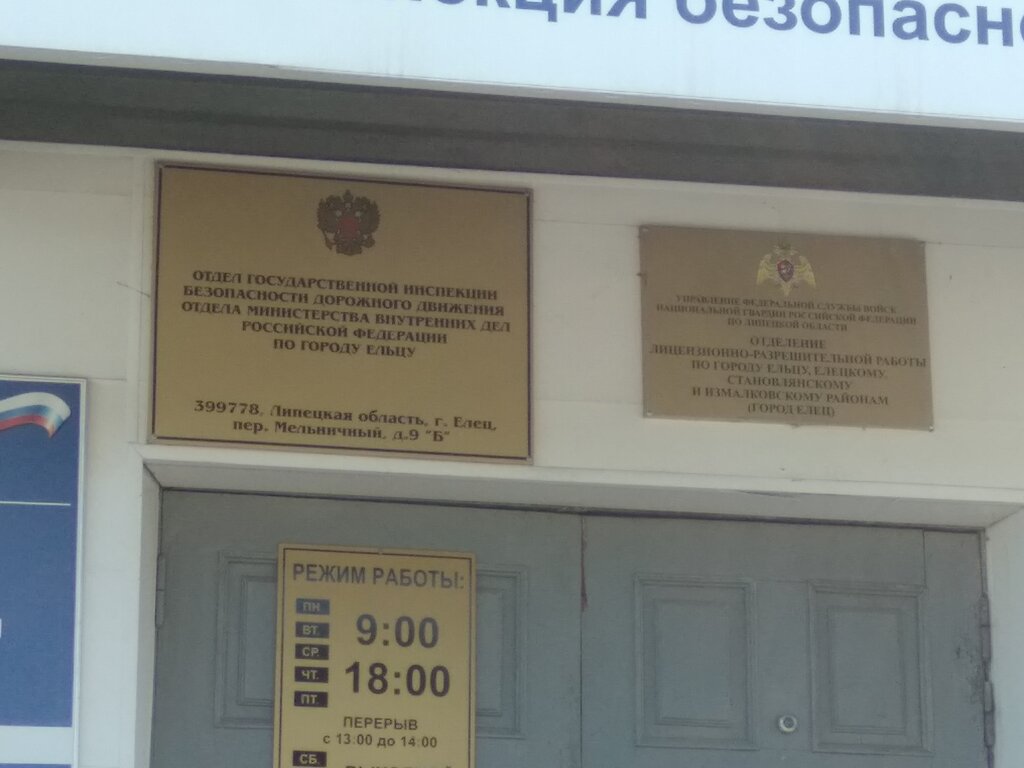 безопасно
ОТДЕЛ ГОСУДАРСТВЕННОЙ ИНСПЕКЦИИ
БЕЗОПАСНОСТИ ДОРОЖНОГО ДВИЖЕНИЯ
ОТДЕЛА МИНИСТЕРСТВА ВНУТРЕННИХ ДЕЛ
РОССИЙСКОЙ ФЕДЕРАЦИИ
ПО ГОРОДУ ЕЛЬЦУ
399778, Липецкая область, г. Елец,
пер. Мельничный, д.9 "Б"
УПРАВЛЕНИЕ ФЕДЕРАЛЬНОЙ СЛУЖБЫ ВОЙСК
НАЦИОНАЛЬНОЙ ГВАРДИИ РОССИЙСКОЙ ФЕДЕРАЦИИ
ПО ЛИПЕЦКОЙ ОБЛАСТИ
ОТДЕЛЕНИЕ
ЛИЦЕНЗИОННО-РАЗРЕШИТЕЛЬНОЙ РАБОТЫ
ПО ГОРОДУ ЕЛЬЦУ, ЕЛЕЦКОМУ,
СТАНОВЛЯНСКОМУ
И ИЗМАЛКОВСКОМУ РАЙОНАМ
(ГОРОД ЕЛЕЦ)
РЕЖИМ РАБОТЫ:
ПН.
ВТ.
СР.
ЧТ.
ПТ.
9:00
18:00
ПЕРЕРЫВ
с 13:00 до 14:00
СБ.